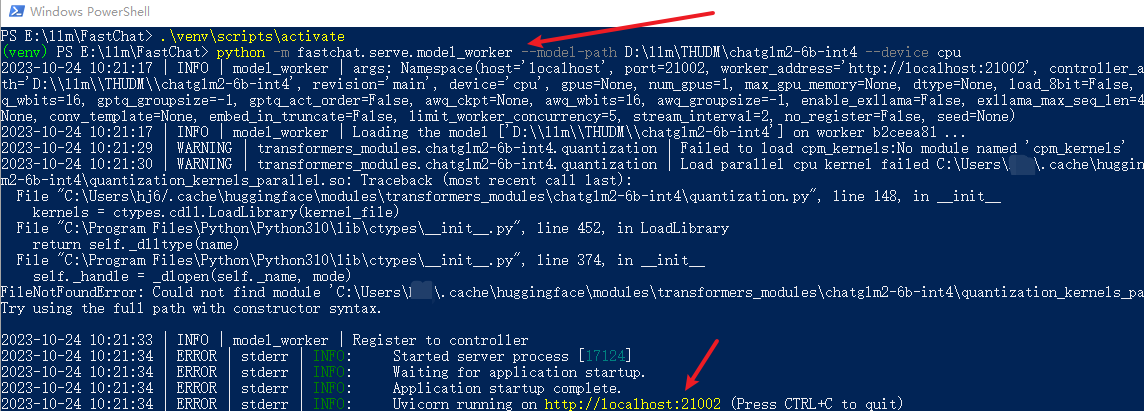 Windows PowerShell
PS E:\llm\FastChat> .\venv\scripts\activate
(venv) PS E:\llm\FastChat> python -m fastchat.serve.model_worker --model-path D:\llm\THUDM\chatglm2-6b-int4 --device cpu
2023-10-24 10:21:17 | INFO | model_worker | args: Namespace(host='localhost', port=21002, worker_address='http://localhost:21002', controller_a
th='D:\\llm\\THUDM\\chatglm2-6b-int4', revision='main', device='cpu', gpus=None, num_gpus=1, max_gpu_memory=None, dtype=None, load_8bit=False,
q_wbits=16, gptq_groupsize=-1, gptq_act_order=False, awq_ckpt=None, awq_wbits=16, awq_groupsize=-1, enable_exllama=False, exllama_max_seq_len=4
None, conv_template=None, embed_in_truncate=False, limit_worker_concurrency=5, stream_interval=2, no_register=False, seed=None)
2023-10-24 10:21:17 | INFO | model_worker | Loading the model ['D:\\llm\\THUDM\\chatglm2-6b-int4'] on worker b2ceea81 ...
2023-10-24 10:21:29 | WARNING | transformers_modules.chatglm2-6b-int4.quantization | Failed to load cpm_kernels:No module named 'cpm_kernels'
2023-10-24 10:21:30 | WARNING | transformers_modules.chatglm2-6b-int4.quantization | Load parallel cpu kernel failed C:\Users\ \.cache\huggin
m2-6b-int4\quantization_kernels_parallel.so: Traceback (most recent call last):
File "C:\Users\hj6/.cache\huggingface\modules\transformers_modules\chatglm2-6b-int4\quantization.py", line 148, in __init__
kernels = ctypes.cdll.LoadLibrary(kernel_file)
File "C:\Program Files\Python\Python310\lib\ctypes\__init__.py", line 452, in LoadLibrary
return self._dlltype(name)
File "C:\Program Files\Python\Python310\lib\ctypes\__init__.py", line 374, in __init__
self._handle = _dlopen(self._name, mode)
FileNotFoundError: Could not find module 'C:\Users\ \.cache\huggingface\modules\transformers_modules\chatglm2-6b-int4\quantization_kernels_pa
Try using the full path with constructor syntax.
2023-10-24 10:21:33 | INFO | model_worker | Register to controller
2023-10-24 10:21:34 | ERROR | stderr | INFO: Started server process [17124]
2023-10-24 10:21:34 | ERROR | stderr | INFO: Waiting for application startup.
2023-10-24 10:21:34 | ERROR | stderr | INFO: Application startup complete.
2023-10-24 10:21:34 | ERROR | stderr | INFO: Uvicorn running on http://localhost:21002 (Press CTRL+C to quit)